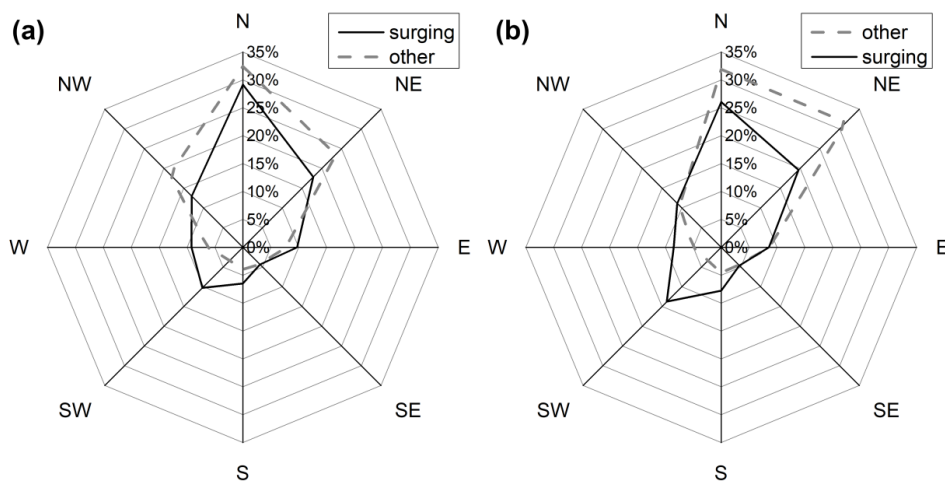 (a)
N
surging
other
NW
NE
35%
30%
25%
20%
15%
10%
5%
0%
W
E
SW
SE
S
(b)
N
other
surging
NW
NE
35%
30%
25%
20%
15%
10%
5%
0%
W
E
SW
SE
S